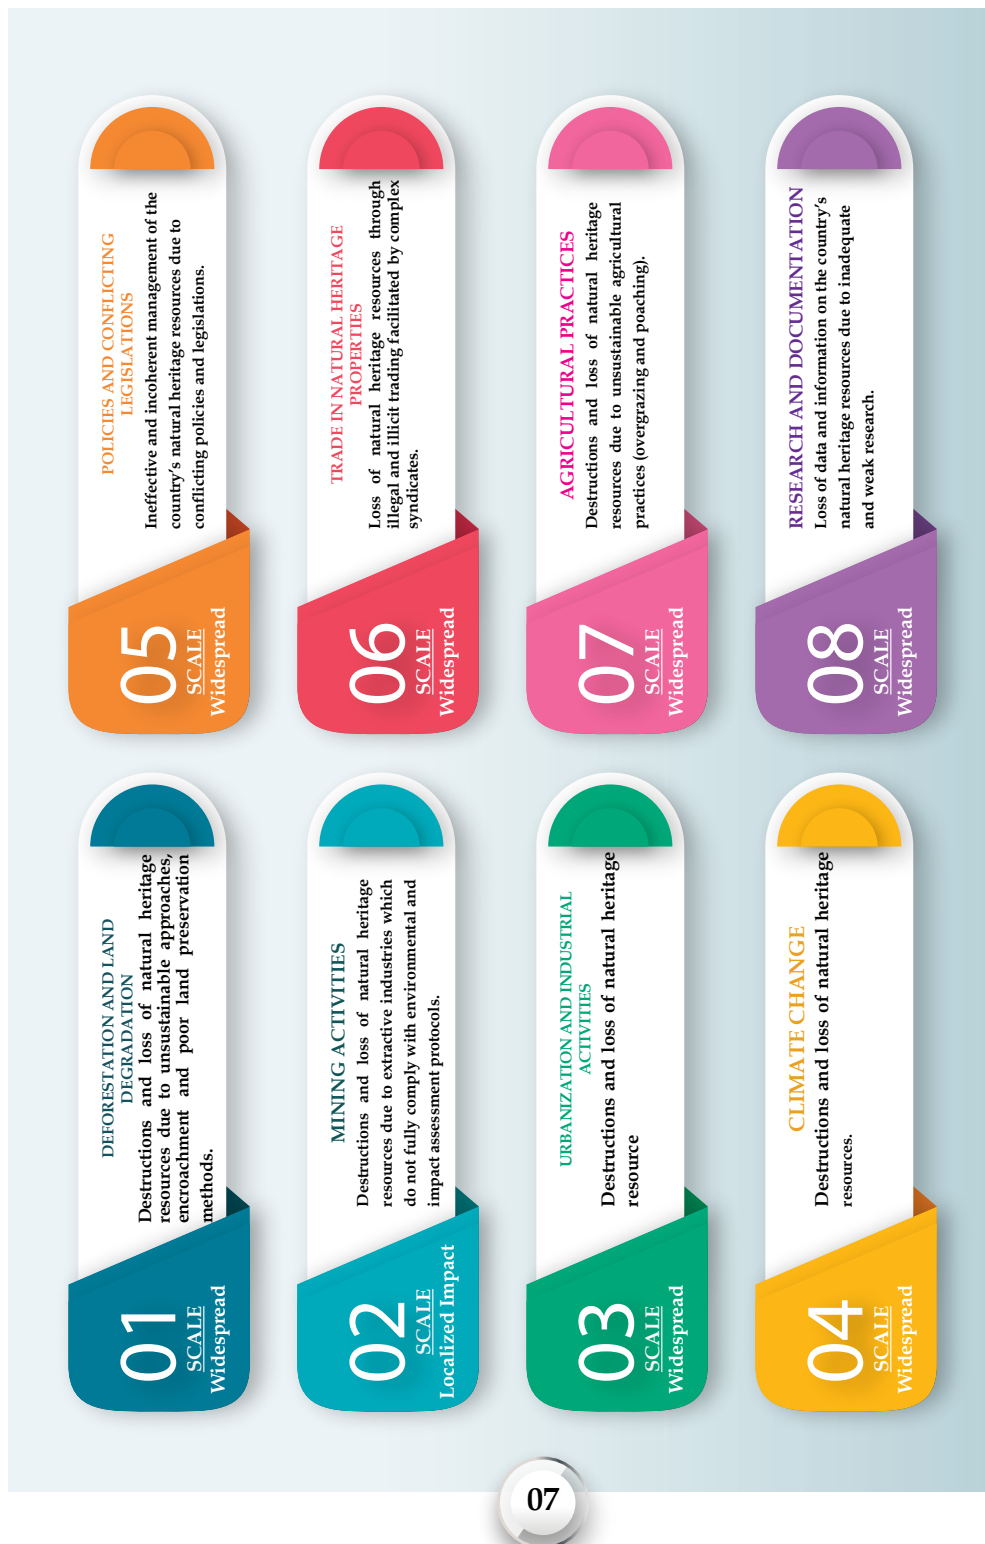 01
SCALE
Widespread
DEFORESTATION AND LAND
DEGRADATION
Destructions and loss of natural heritage
resources due to unsustainable approaches,
encroachment and poor land preservation
methods.
02
SCALE
Localized Impact
MINING ACTIVITIES
Destructions and loss of natural heritage
resources due to extractive industries which
do not fully comply with environmental and
impact assessment protocols.
03
SCALE
Widespread
URBANIZATION AND INDUSTRIAL
ACTIVITIES
Destructions and loss of natural heritage
resource
04
SCALE
Widespread
CLIMATE CHANGE
Destructions and loss of natural heritage
resources.
05
SCALE
Widespread
POLICIES AND CONFLICTING
LEGISLATIONS
Ineffective and incoherent management of the
country's natural heritage resources due to
conflicting policies and legislations.
06
SCALE
Widespread
TRADE IN NATURAL HERITAGE
PROPERTIES
Loss of natural heritage resources through
illegal and illicit trading facilitated by complex
syndicates.
07
SCALE
Widespread
AGRICULTURAL PRACTICES
Destructions and loss of natural heritage
resources due to unsustainable agricultural
practices (overgrazing and poaching).
08
SCALE
Widespread
RESEARCH AND DOCUMENTATION
Loss of data and information on the country's
natural heritage resources due to inadequate
and weak research.
07